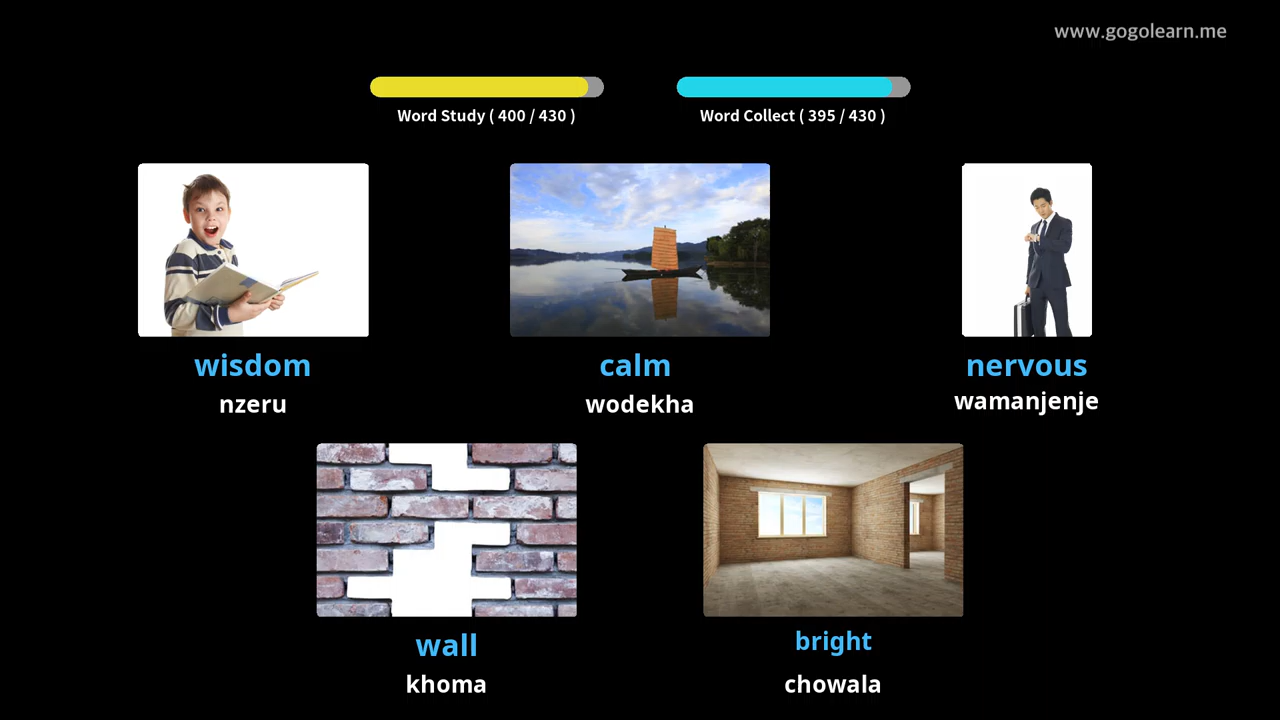 www.gogolearn.me
Word Study ( 400 / 430 )
Word Collect ( 395 / 430 )
wisdom
nzeru
calm
wodekha
nervous
wamanjenje
wall
khoma
bright
chowala